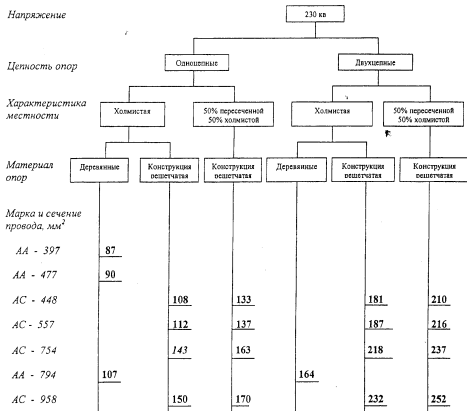 Напряжение
230 кв
Цепность опор
Одноцепные
Двухцепные
Характеристика местности
Холмистая
50% пересеченной 50% холмистой
Холмистая
50% пересеченной 50% холмистой
Материал опор
Деревянные
Конструкция решетчатая
Конструкция решетчатая
Деревянные
Конструкция решетчатая
Конструкция решетчатая
Марка и сечение провода, мм²
АА - 397 87
АА - 477 90
АС - 448 108 133 181 210
АС - 557 112 137 187 216
АС - 754 143 163 218 237
АА - 794 107 164
АС - 958 150 170 232 252